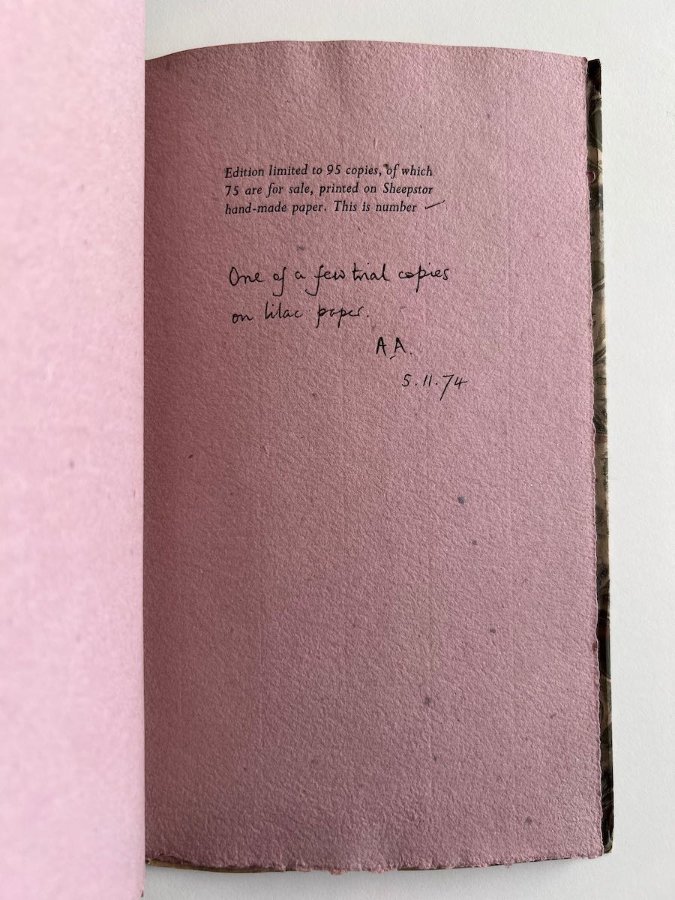 Edition limited to 95 copies, of which
75 are for sale, printed on Sheepstor
hand-made paper. This is number –
One of a few trial copies
on lilac paper.
A A.
5.11.74